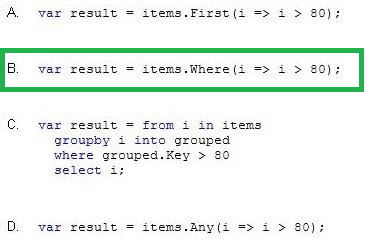 A. var result = items.First(i => i > 80);
B. var result = items.Where(i => i > 80);
C. var result = from i in items
groupby i into grouped
where grouped.Key > 80
select i;
D. var result = items.Any(i => i > 80);